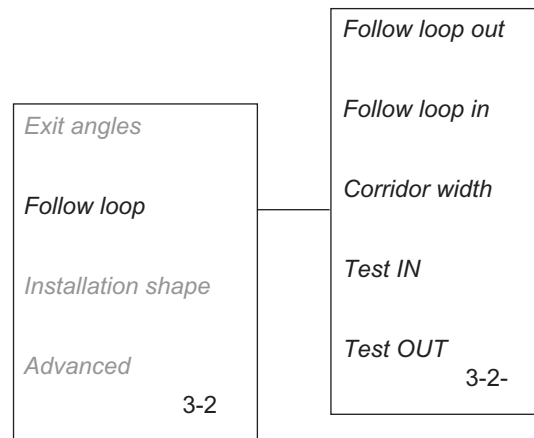 Exit angles
Follow loop
Installation shape
Advanced
3-2
Follow loop out
Follow loop in
Corridor width
Test IN
Test OUT
3-2-